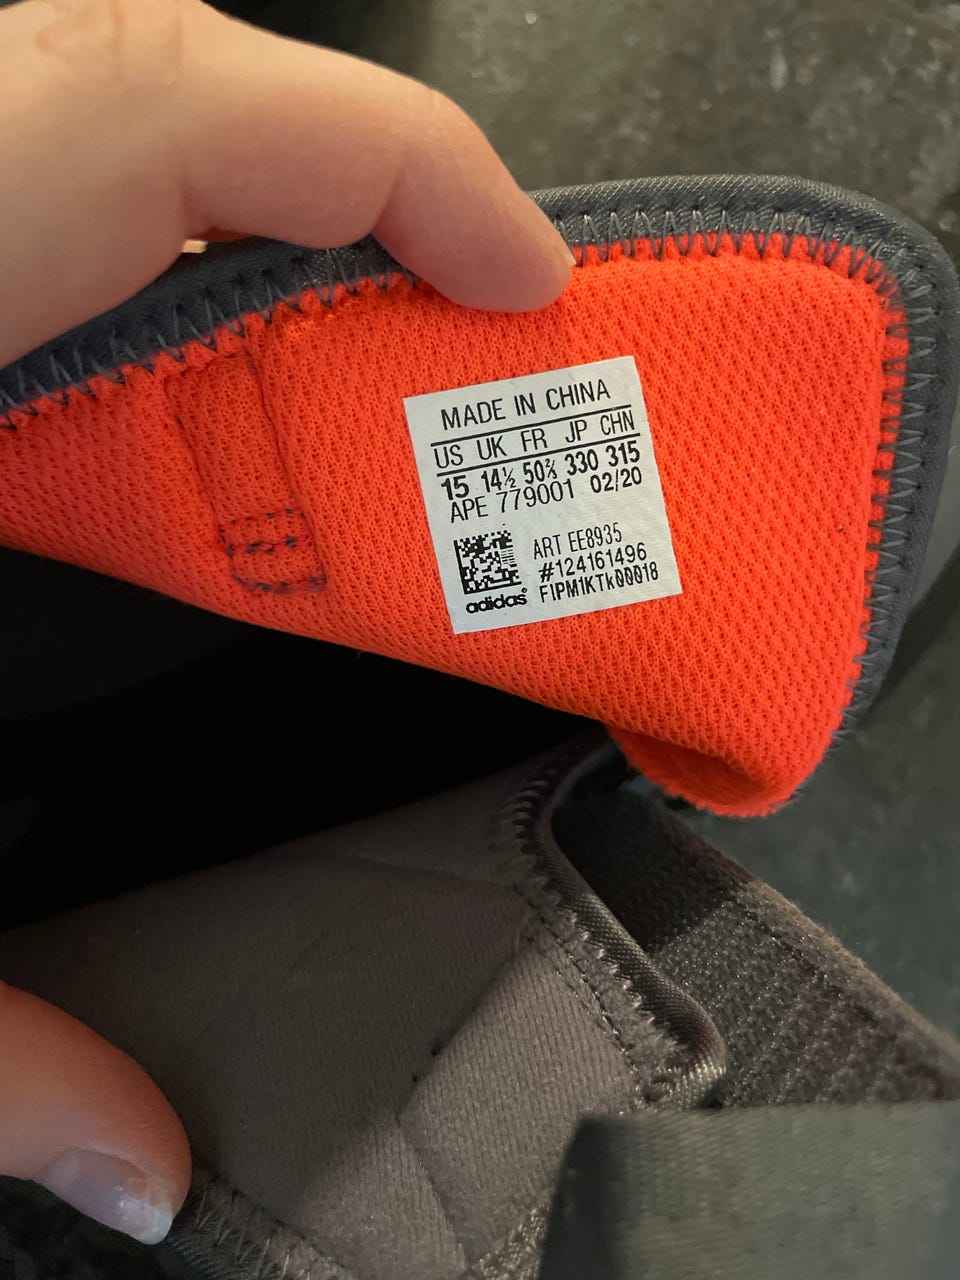 MADE IN CHINA
US UK FR JP CHN
15 14½ 50⅔ 330 315
APE 779001 02/20
ART EE8935
#124161496
F1PM1KTk00018
adidas®